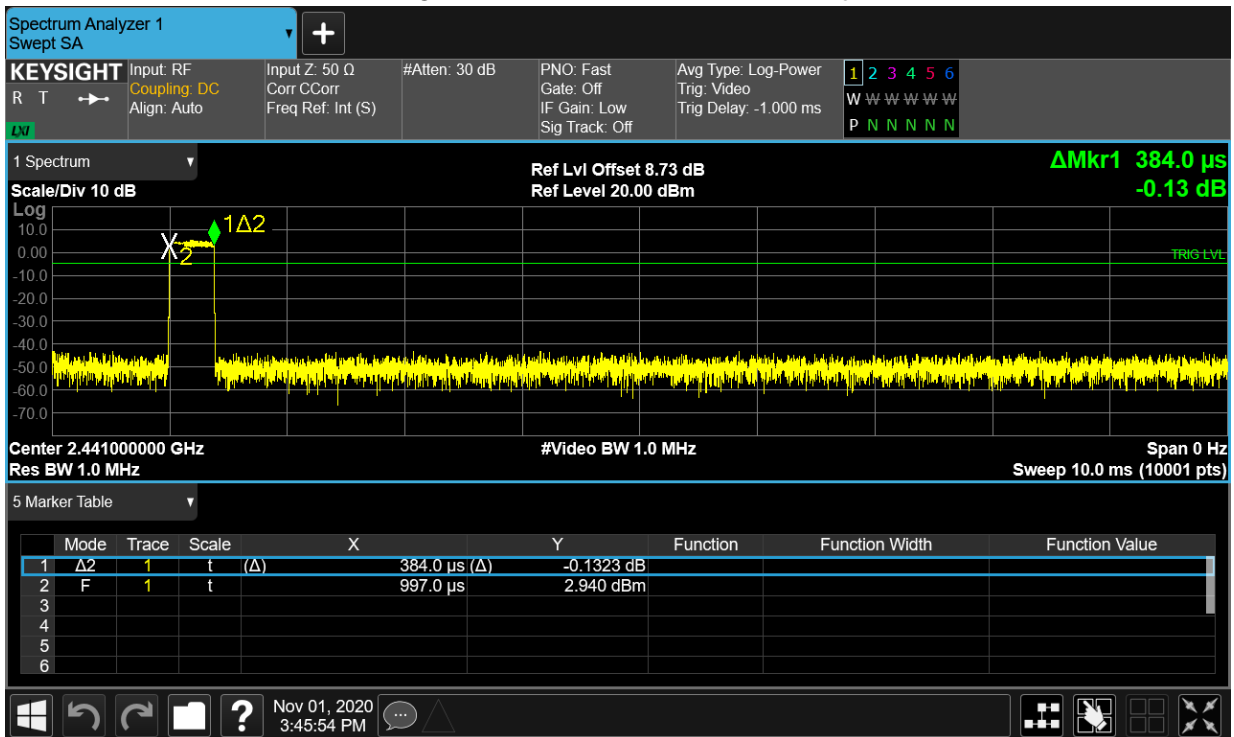 Spectrum Analyzer 1
Swept SA
KEYSIGHT Input: RF Input Z: 50 Ω #Atten: 30 dB PNO: Fast Avg Type: Log-Power 1 2 3 4 5 6
R T Coupling: DC Corr CCorr Gate: Off Trig: Video W W W W W W
Align: Auto Freq Ref: Int (S) IF Gain: Low Trig Delay: -1.000 ms P N N N N N
LXI Sig Track: Off
1 Spectrum Ref Lvl Offset 8.73 dB ΔMkr1 384.0 µs
Scale/Div 10 dB Ref Level 20.00 dBm -0.13 dB
Log
10.0 1Δ2
0.00 2 TRIG LVL
-10.0
-20.0
-30.0
-40.0
-50.0
-60.0
-70.0
Center 2.441000000 GHz #Video BW 1.0 MHz Span 0 Hz
Res BW 1.0 MHz Sweep 10.0 ms (10001 pts)
5 Marker Table
Mode Trace Scale X Y Function Function Width Function Value
1 Δ2 1 t (Δ) 384.0 µs (Δ) -0.1323 dB
2 F 1 t 997.0 µs 2.940 dBm
3
4
5
6
? Nov 01, 2020
3:45:54 PM